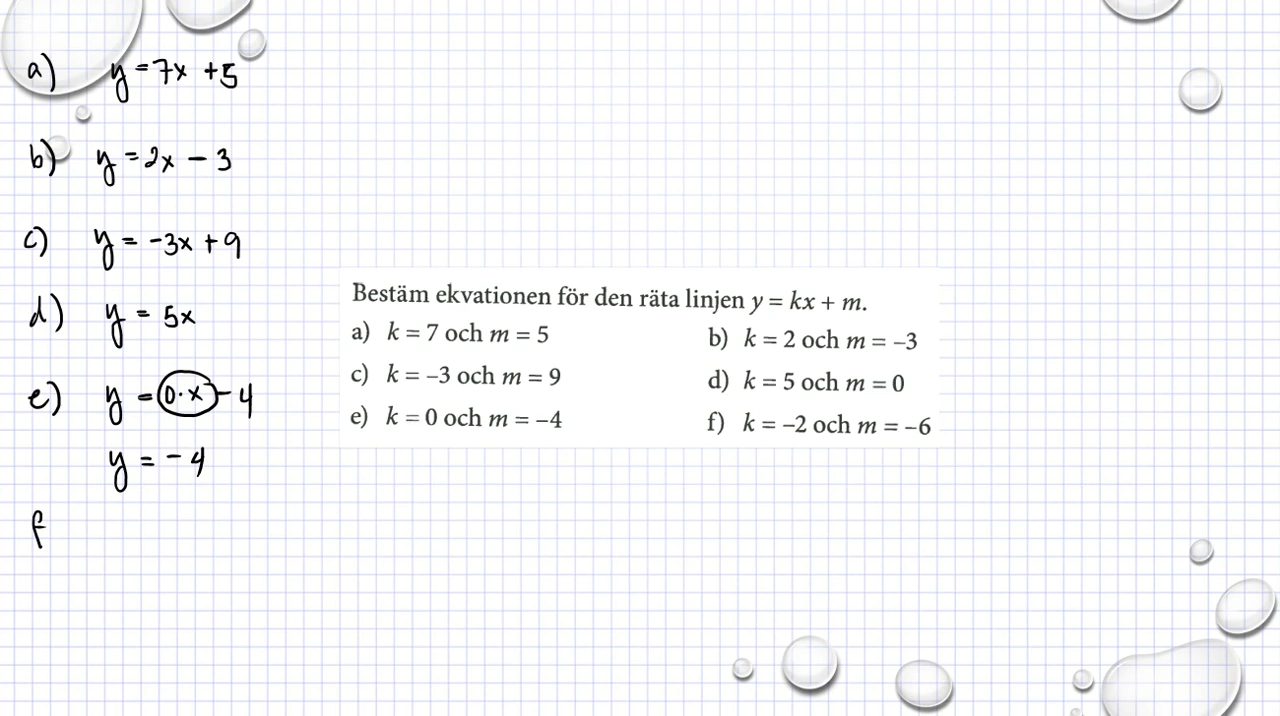 a) y = 7x + 5
b) y = 2x - 3
c) y = -3x + 9
d) y = 5x
e) y = 0·x - 4
y = -4
f
Bestäm ekvationen för den räta linjen y = kx + m.
a) k = 7 och m = 5 b) k = 2 och m = –3
c) k = –3 och m = 9 d) k = 5 och m = 0
e) k = 0 och m = –4 f) k = –2 och m = –6